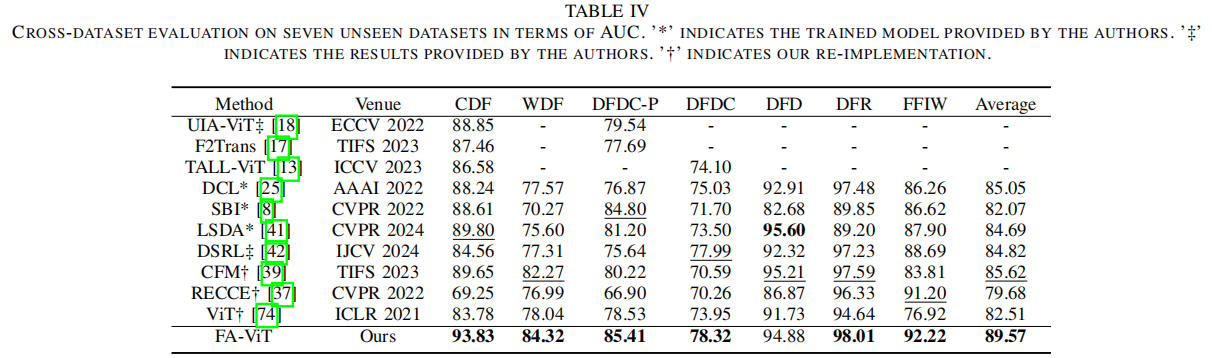 TABLE IV
CROSS-DATASET EVALUATION ON SEVEN UNSEEN DATASETS IN TERMS OF AUC. '*' INDICATES THE TRAINED MODEL PROVIDED BY THE AUTHORS. '‡'
INDICATES THE RESULTS PROVIDED BY THE AUTHORS. '†' INDICATES OUR RE-IMPLEMENTATION.
Method Venue CDF WDF DFDC-P DFDC DFD DFR FFIW Average
UIA-ViT‡ [18] ECCV 2022 88.85 - 79.54 - - - - -
F2Trans [17] TIFS 2023 87.46 - 77.69 - - - - -
TALL-ViT [13] ICCV 2023 86.58 - - 74.10 - - - -
DCL* [25] AAAI 2022 88.24 77.57 76.87 75.03 92.91 97.48 86.26 85.05
SBI* [8] CVPR 2022 88.61 70.27 84.80 71.70 82.68 89.85 86.62 82.07
LSDA* [41] CVPR 2024 89.80 75.60 81.20 73.50 95.60 89.20 87.90 84.69
DSRL‡ [42] IJCV 2024 84.56 77.31 75.64 77.99 92.32 97.23 88.69 84.82
CFM† [39] TIFS 2023 89.65 82.27 80.22 70.59 95.21 97.59 83.81 85.62
RECCE† [37] CVPR 2022 69.25 76.99 66.90 70.26 86.87 96.33 91.20 79.68
ViT† [74] ICLR 2021 83.78 78.04 78.53 73.95 91.73 94.64 76.92 82.51
FA-ViT Ours 93.83 84.32 85.41 78.32 94.88 98.01 92.22 89.57